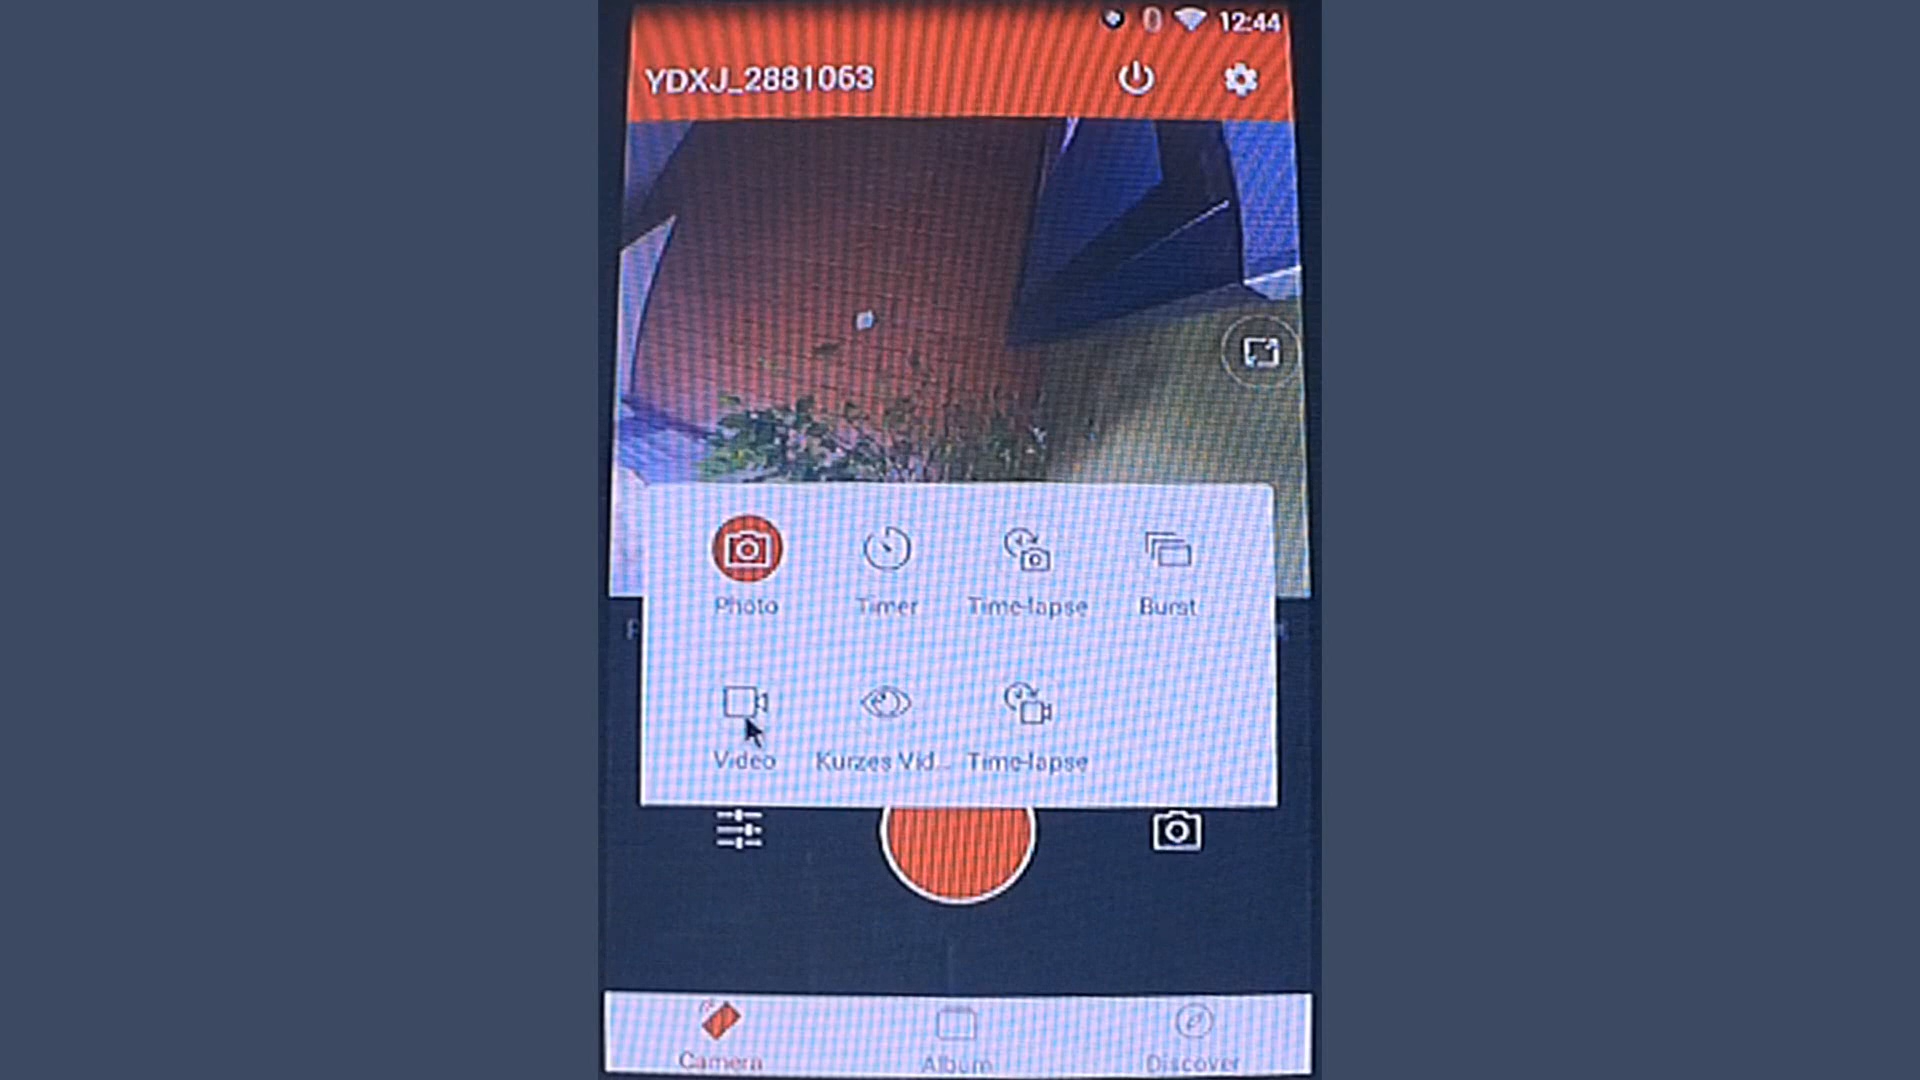 12:44
YDXJ_2881063
Photo Timer Time-lapse Burst
Video Kurzes Vid... Time-lapse
Camera Album Discover